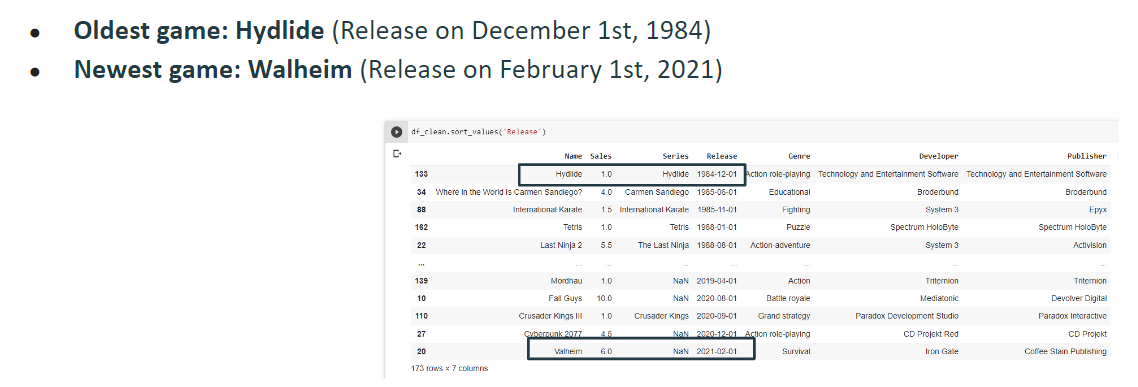 Oldest game: Hydlide (Release on December 1st, 1984)
Newest game: Walheim (Release on February 1st, 2021)
df_clean.sort_values('Release')
Name Sales Series Release Genre Developer Publisher
133 Hydlide 1.0 Hydlide 1984-12-01 Action role-playing Technology and Entertainment Software Technology and Entertainment Software
34 Where in the World Is Carmen Sandiego? 4.0 Carmen Sandiego 1985-06-01 Educational Broderbund Broderbund
88 International Karate 1.5 International Karate 1985-11-01 Fighting System 3 Epyx
162 Tetris 1.0 Tetris 1988-01-01 Puzzle Spectrum HoloByte Spectrum HoloByte
22 Last Ninja 2 5.5 The Last Ninja 1988-08-01 Action-adventure System 3 Activision
... ... ... ... ... ... ... ...
139 Mordhau 1.0 NaN 2019-04-01 Action Triternion Triternion
10 Fall Guys 10.0 NaN 2020-08-01 Battle royale Mediatonic Devolver Digital
110 Crusader Kings III 1.0 Crusader Kings 2020-09-01 Grand strategy Paradox Development Studio Paradox Interactive
27 Cyberpunk 2077 4.5 NaN 2020-12-01 Action role-playing CD Projekt Red CD Projekt
20 Valheim 6.0 NaN 2021-02-01 Survival Iron Gate Coffee Stain Publishing
173 rows × 7 columns